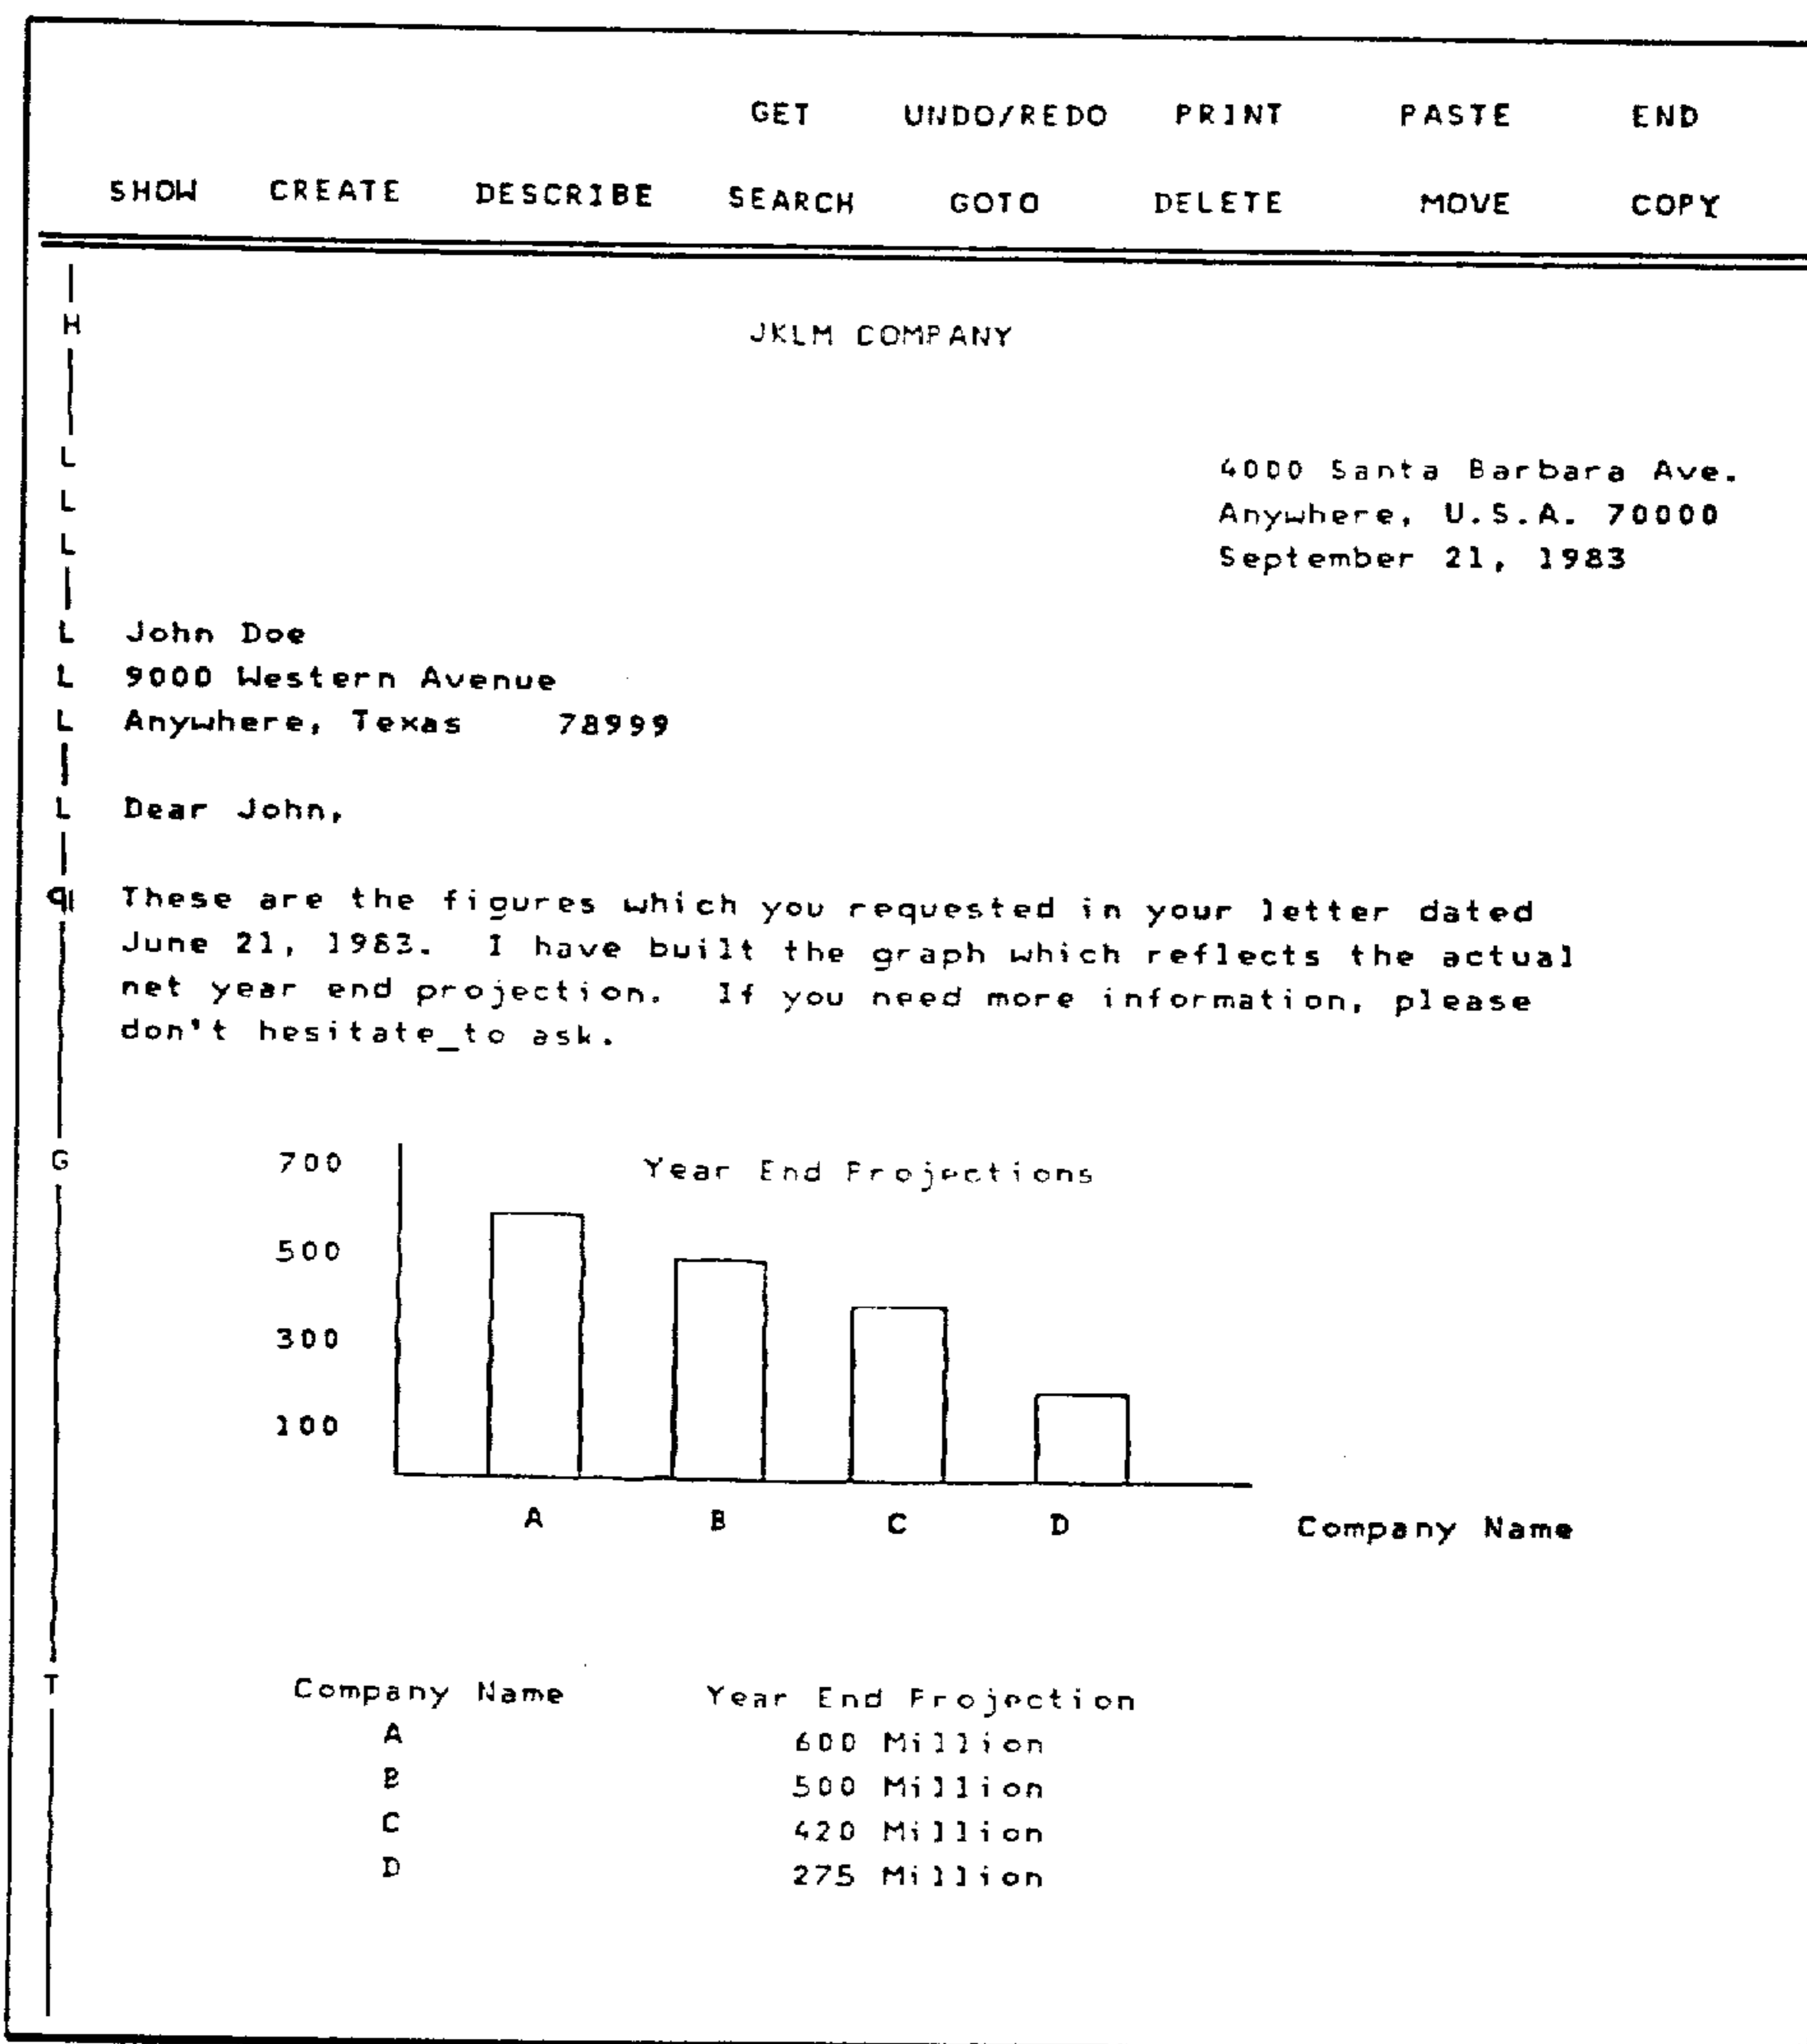 GET UNDO/REDO PRINT PASTE END
SHOW CREATE DESCRIBE SEARCH GOTO DELETE MOVE COPY
H JKLM COMPANY
L 4000 Santa Barbara Ave.
L Anywhere, U.S.A. 70000
L September 21, 1983
L John Doe
L 9000 Western Avenue
L Anywhere, Texas 78999
L Dear John,
¶ These are the figures which you requested in your letter dated
June 21, 1983. I have built the graph which reflects the actual
net year end projection. If you need more information, please
don't hesitate_to ask.
G 700 Year End Projections
500
300
100
A B C D Company Name
T Company Name Year End Projection
A 600 Million
B 500 Million
C 420 Million
D 275 Million